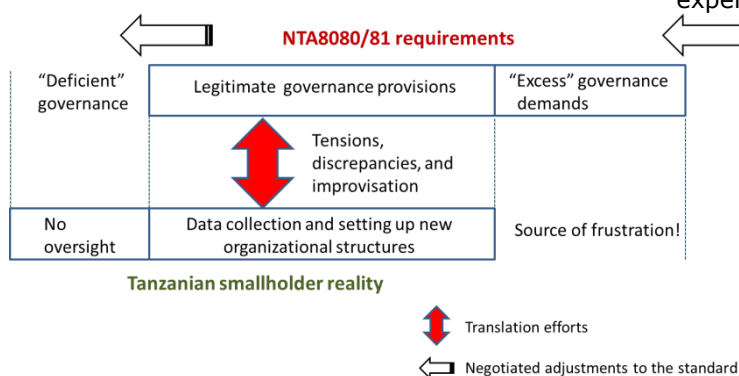 NTA8080/81 requirements
"Deficient"
governance
Legitimate governance provisions
"Excess" governance
demands
Tensions,
discrepancies, and
improvisation
No
oversight
Data collection and setting up new
organizational structures
Source of frustration!
Tanzanian smallholder reality
Translation efforts
Negotiated adjustments to the standard